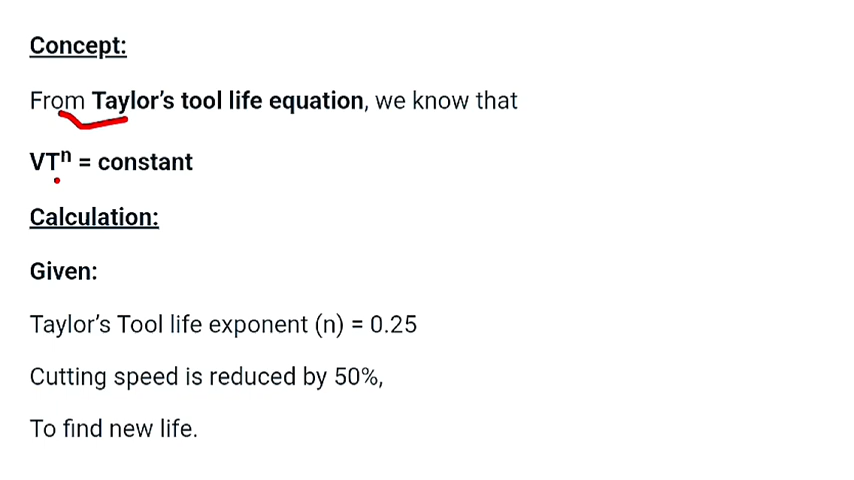 Concept:
From Taylor’s tool life equation, we know that
VTⁿ = constant
Calculation:
Given:
Taylor’s Tool life exponent (n) = 0.25
Cutting speed is reduced by 50%,
To find new life.